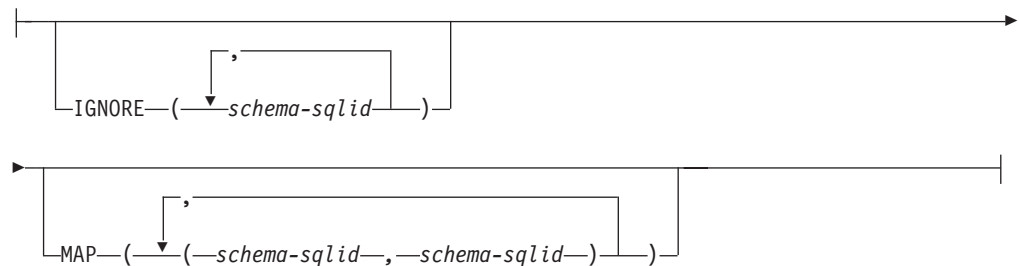 ,
IGNORE ( schema-sqlid )
,
MAP ( ( schema-sqlid , schema-sqlid ) )